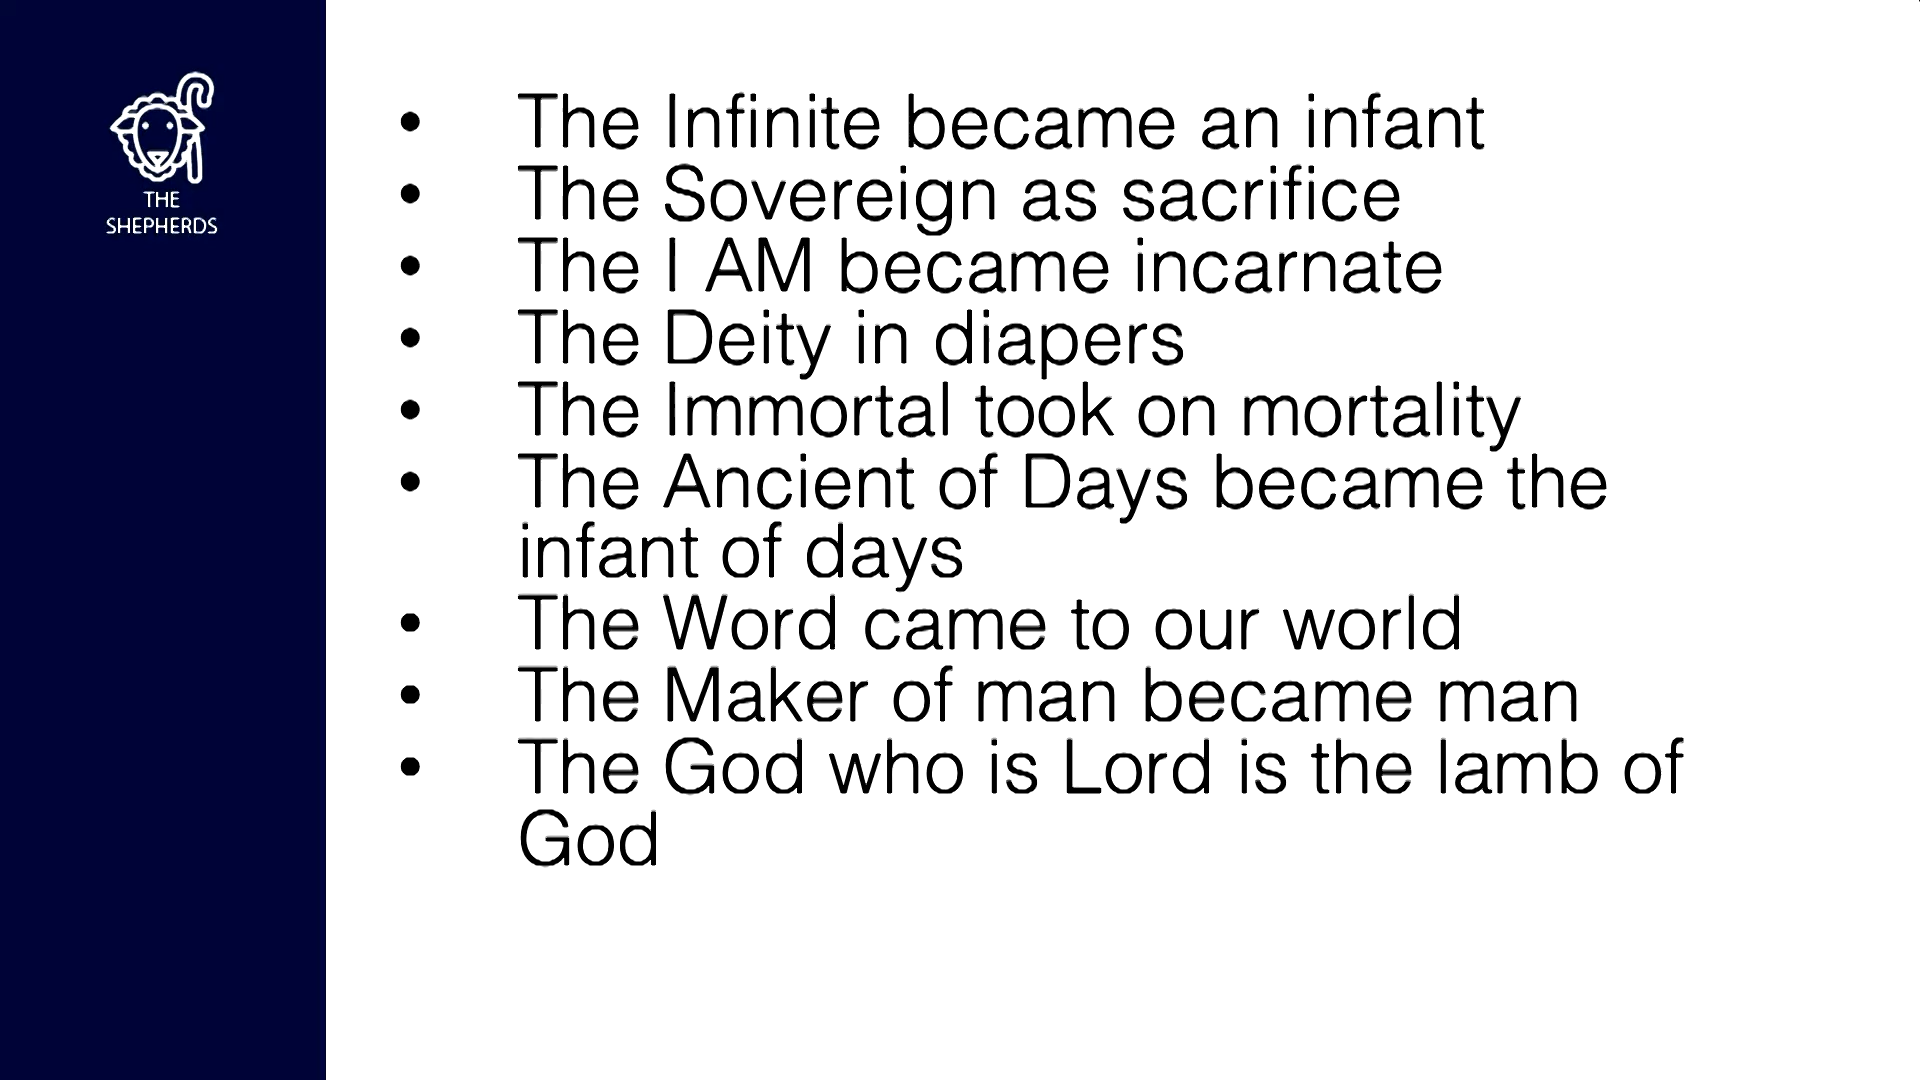 THE
SHEPHERDS
• The Infinite became an infant
• The Sovereign as sacrifice
• The I AM became incarnate
• The Deity in diapers
• The Immortal took on mortality
• The Ancient of Days became the
infant of days
• The Word came to our world
• The Maker of man became man
• The God who is Lord is the lamb of
God